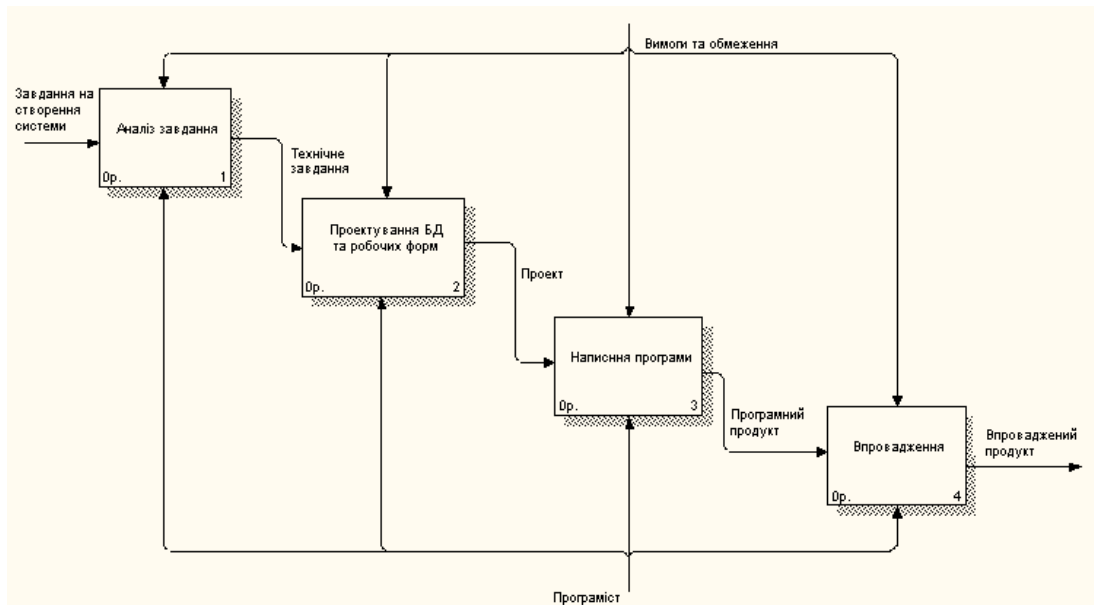 Вимоги та обмеження
Завдання на
створення
системи
Аналіз завдання
0р.
1
Технічне
завдання
Проектування БД
та робочих форм
0р.
2
Проект
Написння програми
0р.
3
Програмний
продукт
Впровадження
0р.
4
Впроваджений
продукт
Програміст